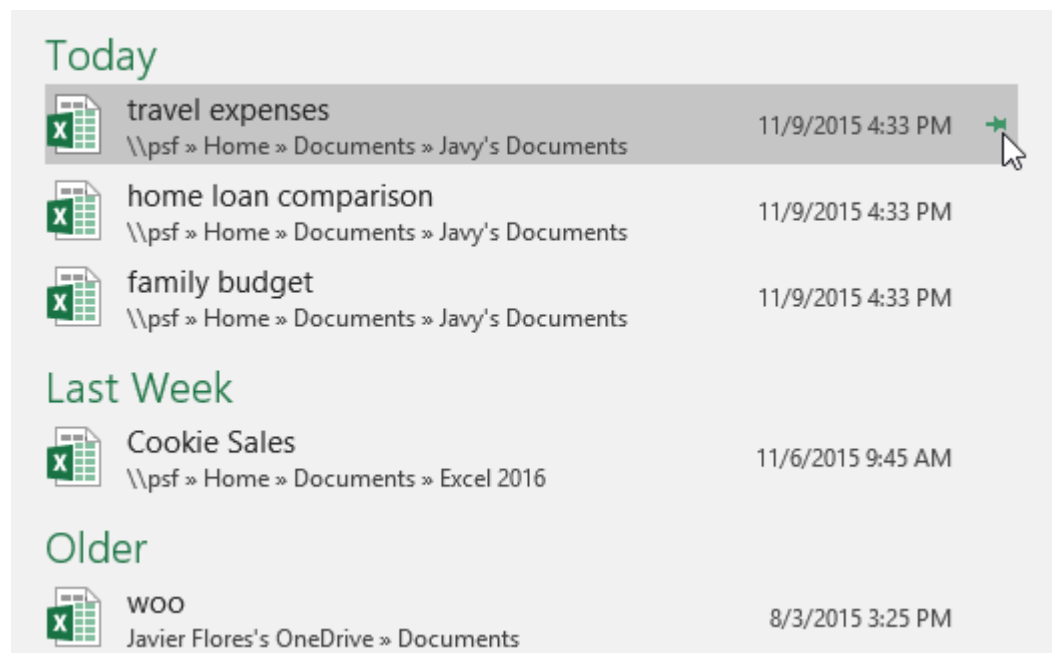 Today
travel expenses
\\psf » Home » Documents » Javy's Documents
11/9/2015 4:33 PM
home loan comparison
\\psf » Home » Documents » Javy's Documents
11/9/2015 4:33 PM
family budget
\\psf » Home » Documents » Javy's Documents
11/9/2015 4:33 PM
Last Week
Cookie Sales
\\psf » Home » Documents » Excel 2016
11/6/2015 9:45 AM
Older
woo
Javier Flores's OneDrive » Documents
8/3/2015 3:25 PM